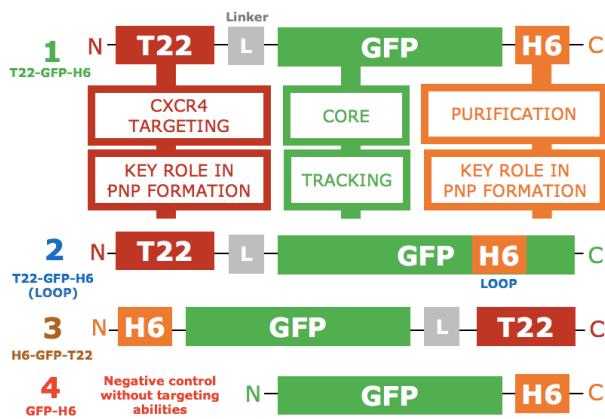 Linker
1
N T22 L GFP H6 C
T22-GFP-H6
CXCR4
TARGETING
CORE
PURIFICATION
KEY ROLE IN
PNP FORMATION
TRACKING
KEY ROLE IN
PNP FORMATION
2
N T22 L GFP H6 C
T22-GFP-H6
(LOOP)
LOOP
3
N H6 GFP L T22 C
H6-GFP-T22
4
GFP-H6
Negative control
without targeting
abilities
N GFP H6 C